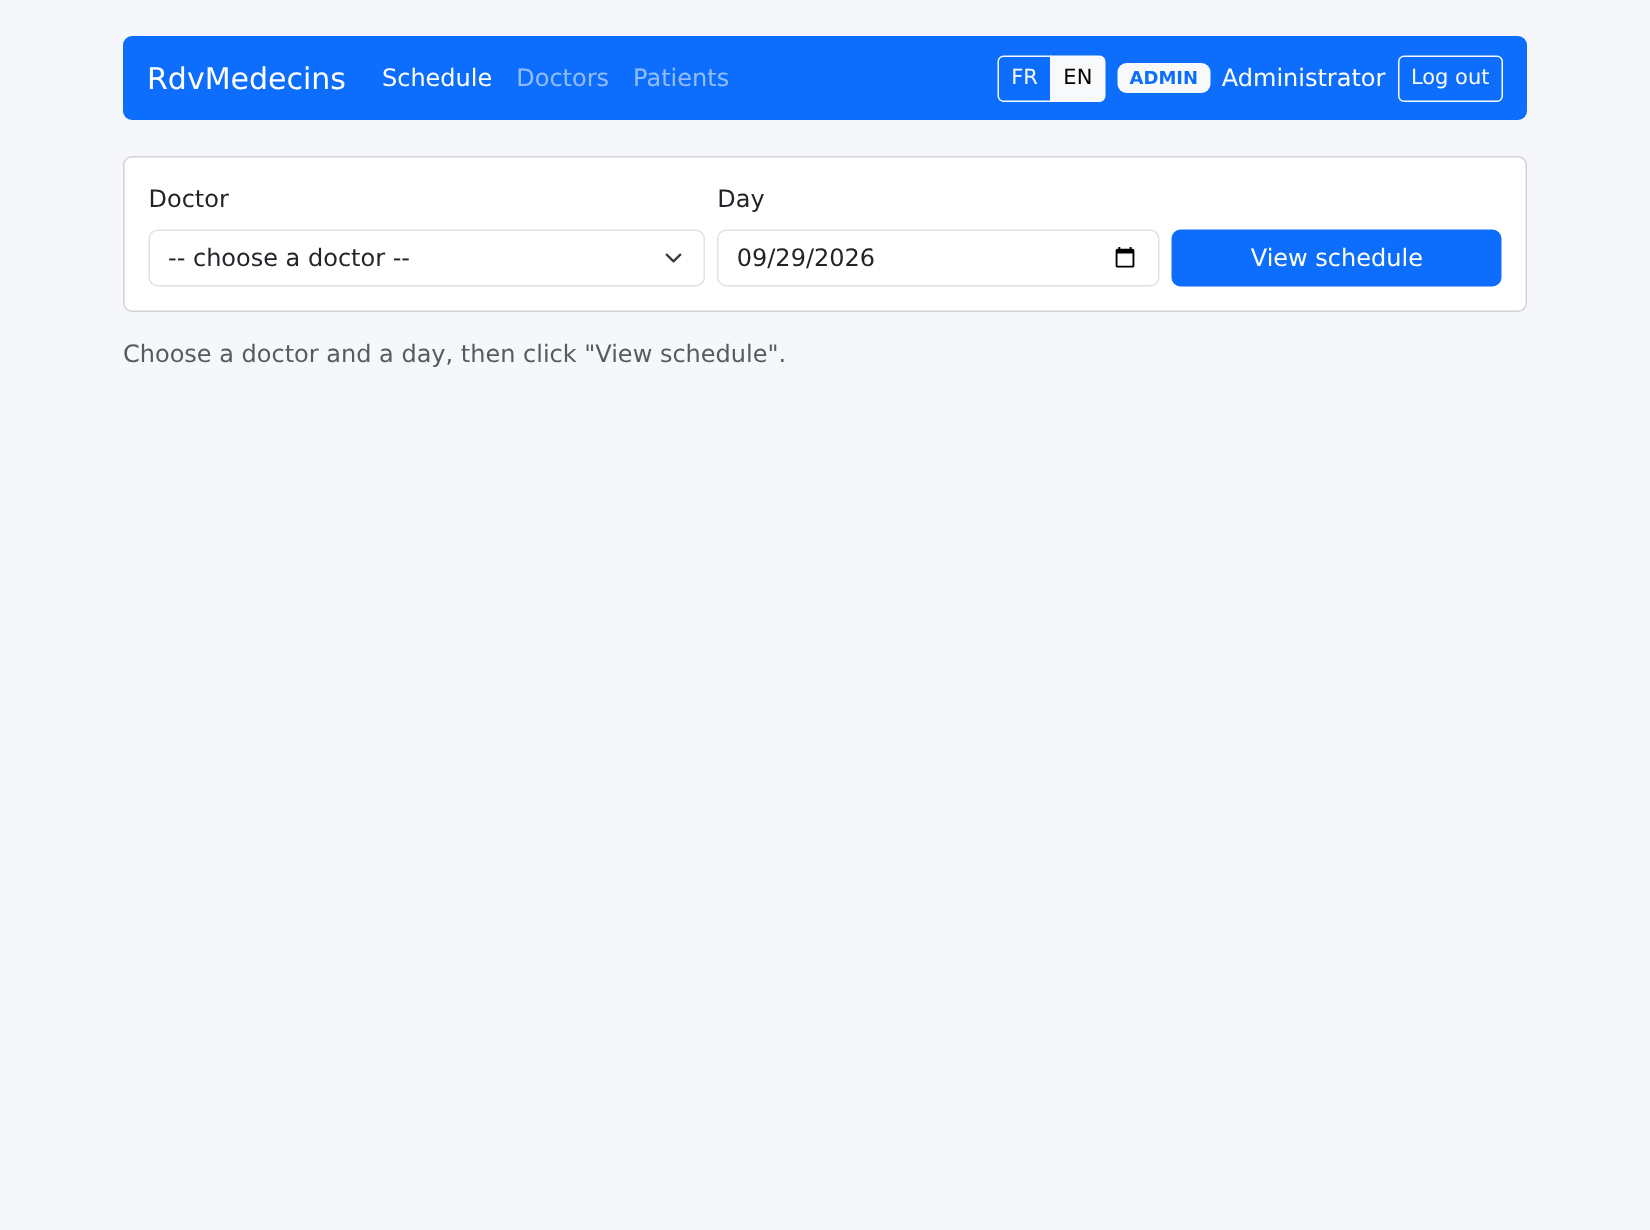 RdvMedecins Schedule Doctors Patients FR EN ADMIN Administrator Log out
Doctor Day
-- choose a doctor -- 09/29/2026 View schedule
Choose a doctor and a day, then click "View schedule".